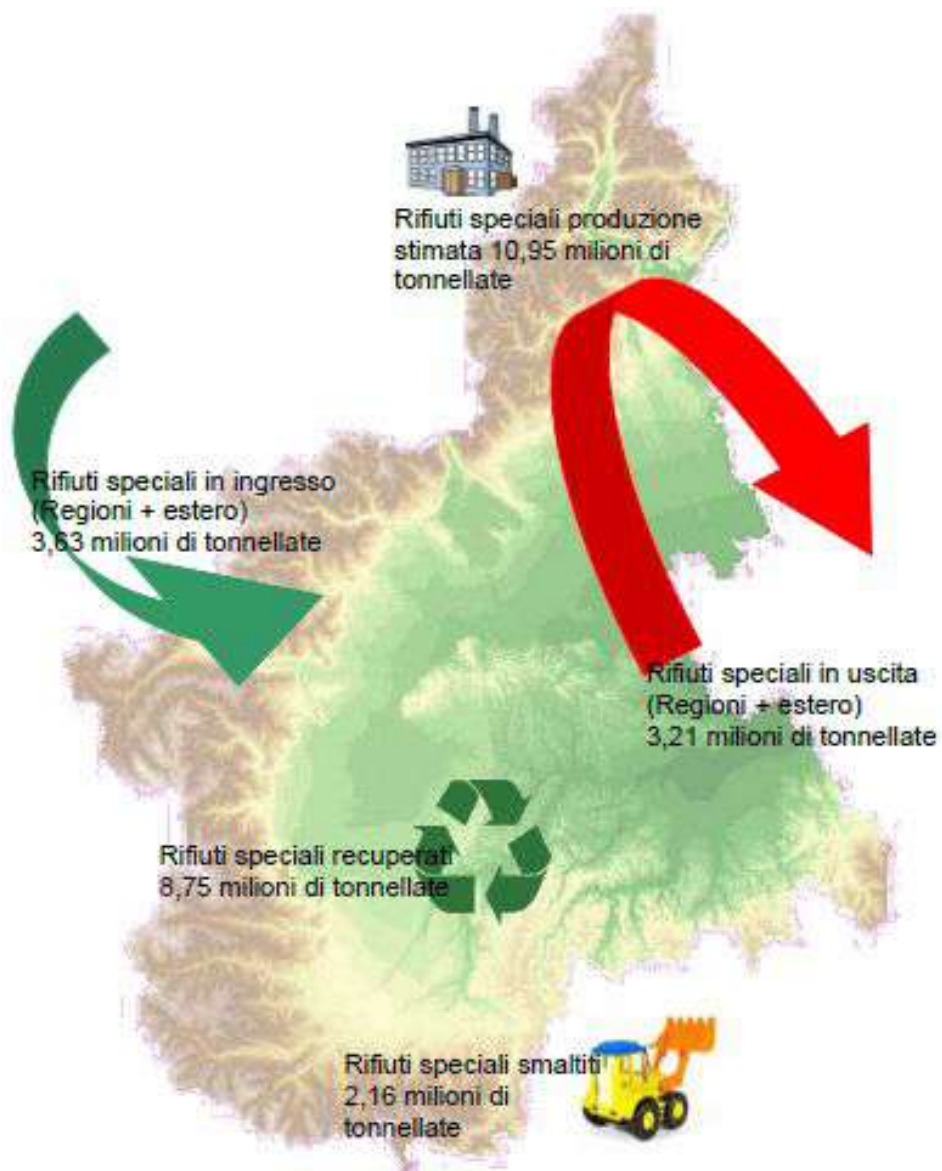 Rifiuti speciali produzione
stimata 10,95 milioni di
tonnellate
Rifiuti speciali in ingresso
(Regioni + estero)
3,63 milioni di tonnellate
Rifiuti speciali in uscita
(Regioni + estero)
3,21 milioni di tonnellate
Rifiuti speciali recuperati
8,75 milioni di tonnellate
Rifiuti speciali smaltiti
2,16 milioni di
tonnellate